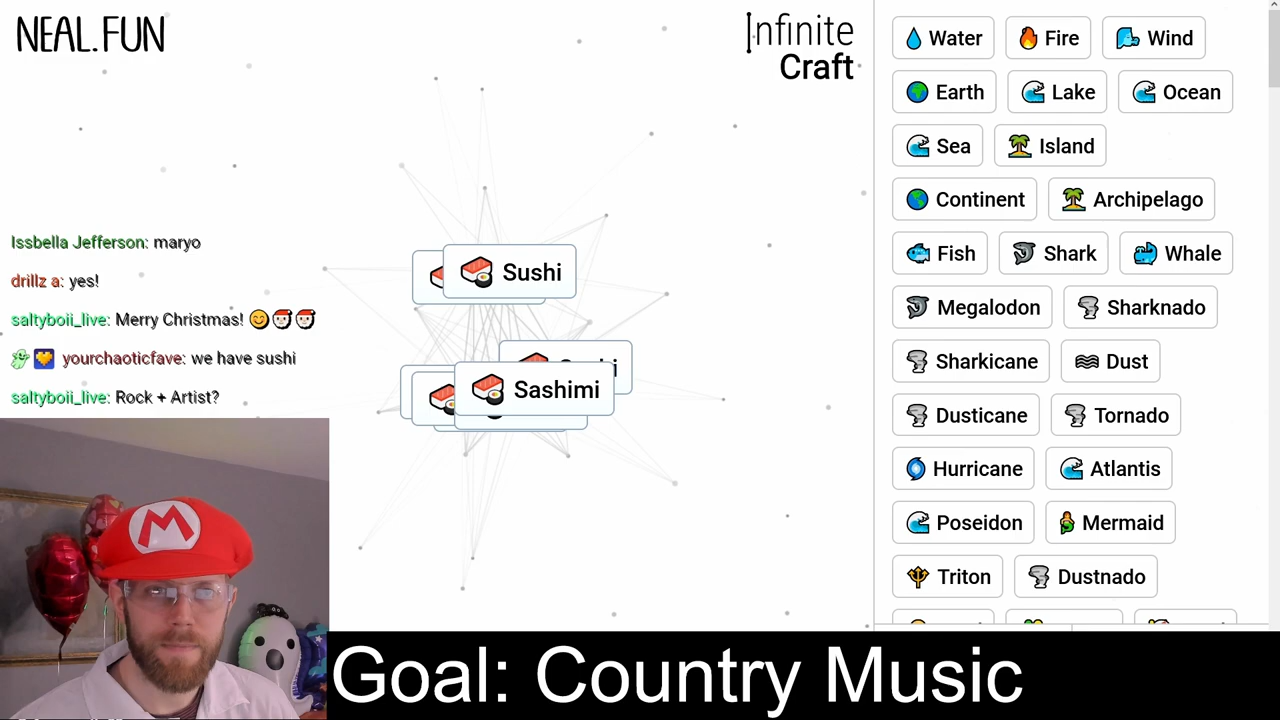 NEAL.FUN
Infinite
Craft
Issbella Jefferson: maryo
drillz a: yes!
saltyboii_live: Merry Christmas! 😊🎅🎅
yourchaoticfave: we have sushi
saltyboii_live: Rock + Artist?
Sushi
Sashimi
Water
Fire
Wind
Earth
Lake
Ocean
Sea
Island
Continent
Archipelago
Fish
Shark
Whale
Megalodon
Sharknado
Sharkicane
Dust
Dusticane
Tornado
Hurricane
Atlantis
Poseidon
Mermaid
Triton
Dustnado
M
Goal: Country Music